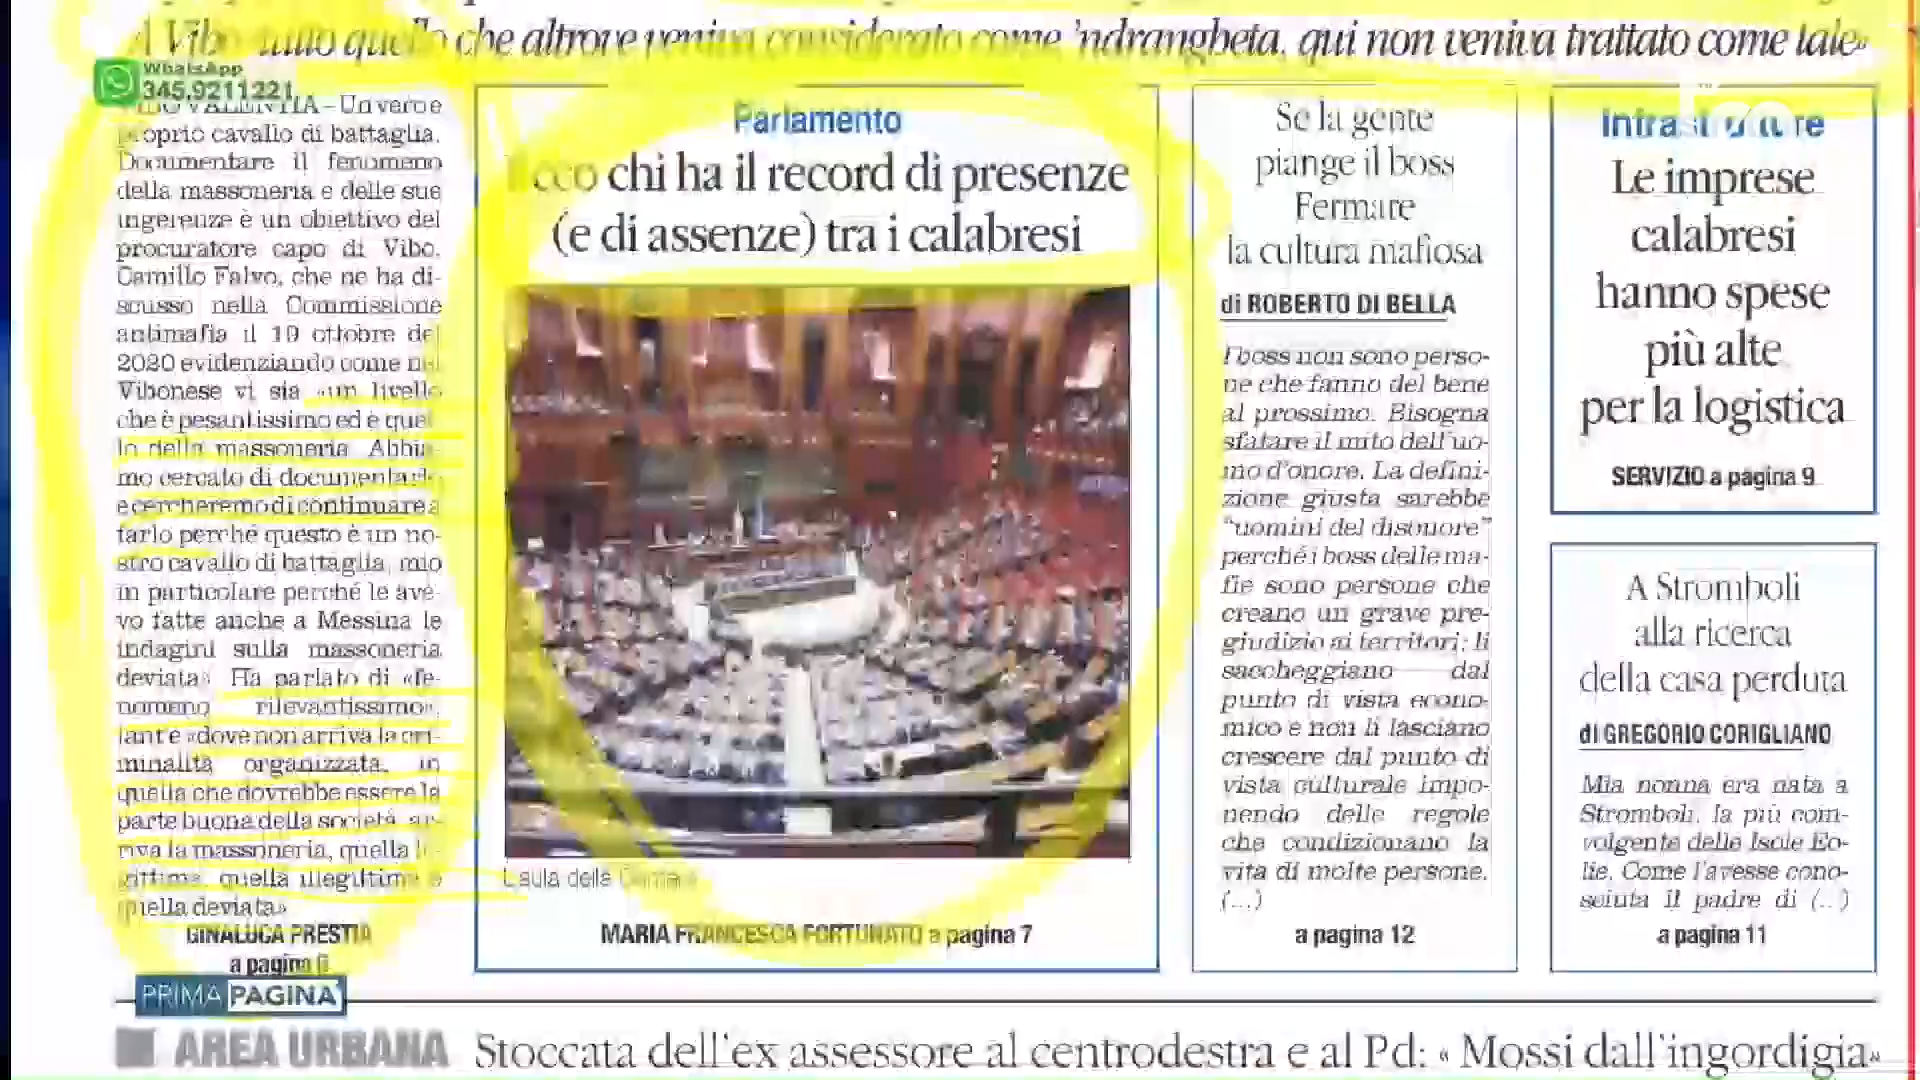 A Vibo tutto quello che altrove veniva considerato come 'ndrangheta, qui non veniva trattato come tale»
WhatsApp
345.9211221
VIBO VALENTIA – Un vero e
proprio cavallo di battaglia.
Documentare il fenomeno
della massoneria e delle sue
ingerenze è un obiettivo del
procuratore capo di Vibo,
Camillo Falvo, che ne ha di-
scusso nella Commissione
antimafia il 19 ottobre del
2020 evidenziando come nel
Vibonese vi sia «un livello
che è pesantissimo ed è quel-
lo della massoneria. Abbia-
mo cercato di documentarlo
e cercheremo di continuare a
farlo perché questo è un no-
stro cavallo di battaglia, mio
in particolare perché le ave-
vo fatte anche a Messina le
indagini sulla massoneria
deviata». Ha parlato di «fe-
nomeno rilevantissimo»,
tant'è «dove non arriva la cri-
minalità organizzata, in
quella che dovrebbe essere la
parte buona della società, ar-
riva la massoneria, quella le-
gittima, quella illegittima e
quella deviata»
GIANLUCA PRESTIA
a pagina
Parlamento
Ecco chi ha il record di presenze
(e di assenze) tra i calabresi
L'aula della Camera
MARIA FRANCESCA FORTUNATO a pagina 7
Se la gente
piange il boss
Fermare
la cultura mafiosa
di ROBERTO DI BELLA
I boss non sono perso-
ne che fanno del bene
al prossimo. Bisogna
sfatare il mito dell'uo-
mo d'onore. La defini-
zione giusta sarebbe
"uomini del disonore"
perché i boss delle ma-
fie sono persone che
creano un grave pre-
giudizio ai territori; li
saccheggiano dal
punto di vista econo-
mico e non li lasciano
crescere dal punto di
vista culturale impo-
nendo delle regole
che condizionano la
vita di molte persone.
(...)
a pagina 12
Infrastrutture
Le imprese
calabresi
hanno spese
più alte
per la logistica
SERVIZIO a pagina 9
A Stromboli
alla ricerca
della casa perduta
di GREGORIO CORIGLIANO
Mia nonna era nata a
Stromboli, la più com-
volgente delle Isole Eo-
lie. Come l'avesse cono-
sciuta il padre di (...)
a pagina 11
PRIMA PAGINA
AREA URBANA Stoccata dell'ex assessore al centrodestra e al Pd: « Mossi dall'ingordigia»